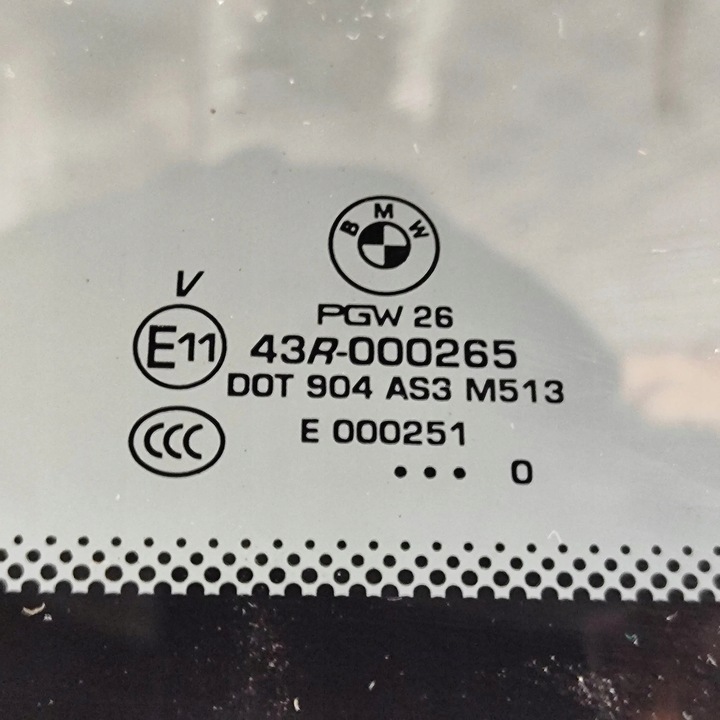 BMW
PGW 26
V
E11 43R-000265
DOT 904 AS3 M513
CCC E 000251
••• 0